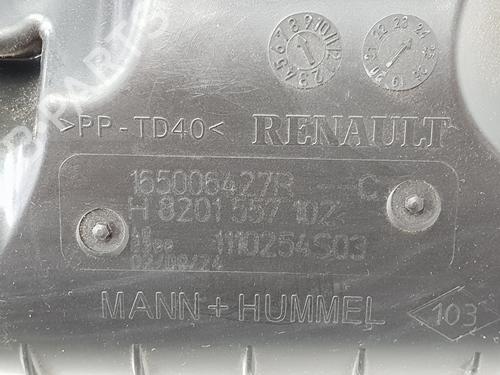 >PP-TD40<
RENAULT
165006427R C
H 8201 557 102
1110254S03
MANN+HUMMEL
103